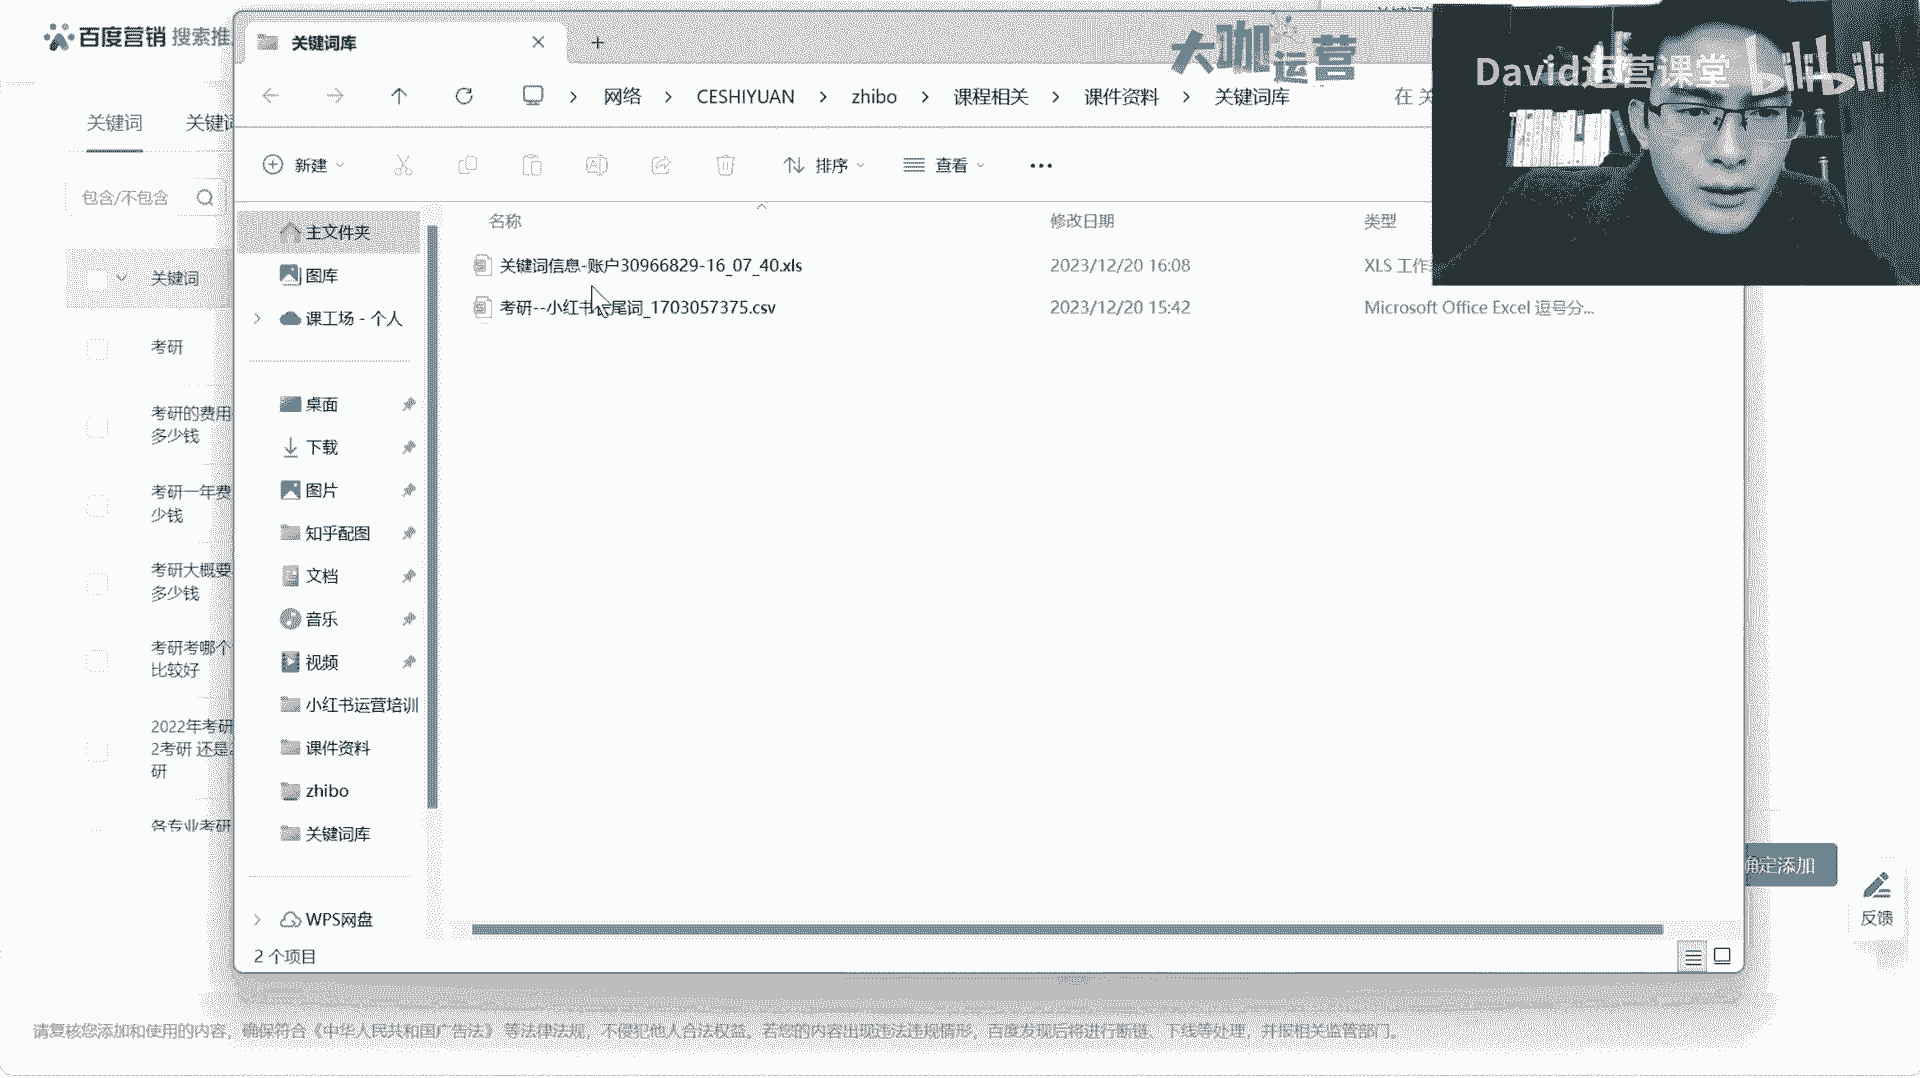 百度营销 搜索推
关键词库
大咖运营
David运营课堂 bilibili
网络 CESHIYUAN zhibo 课程相关 课件资料 关键词库
在 关
关键词
新建
排序
查看
包含/不包含
名称
修改日期
类型
主文件夹
关键词信息-账户30966829-16_07_40.xls
2023/12/20 16:08
XLS 工作
图库
考研--小红书长尾词_1703057375.csv
2023/12/20 15:42
Microsoft Office Excel 逗号分...
课工场 - 个人
关键词
考研
考研的费用
多少钱
考研一年费
少钱
考研大概要
多少钱
考研考哪个
比较好
2022年考研
2考研 还是
研
各专业考研
桌面
下载
图片
知乎配图
文档
音乐
视频
小红书运营培训
课件资料
zhibo
关键词库
WPS网盘
2 个项目
确定添加
反馈
请复核您添加和使用的内容，确保符合《中华人民共和国广告法》 等法律法规，不侵犯他人合法权益。若您的内容出现违法违规情形，百度发现后将进行断链、下线等处理，并报相关监管部门。